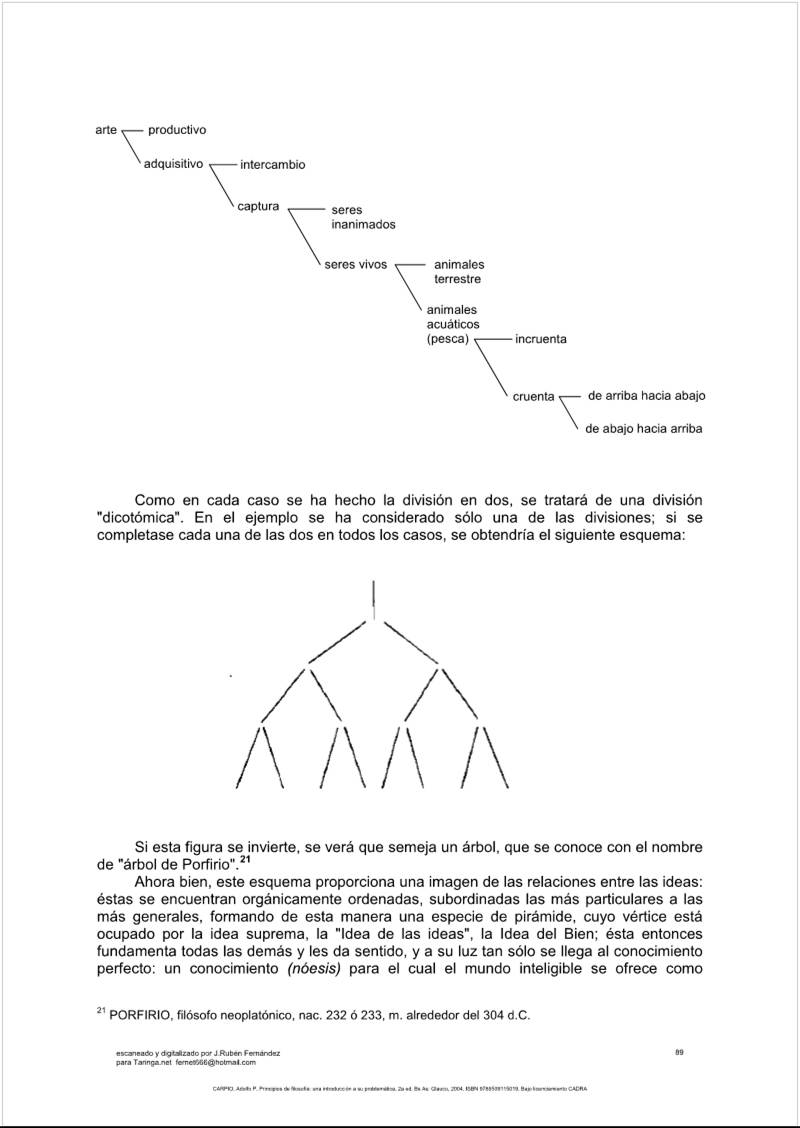 arte productivo
adquisitivo intercambio
captura seres
inanimados
seres vivos animales
terrestre
animales
acuáticos
(pesca) incruenta
cruenta de arriba hacia abajo
de abajo hacia arriba
Como en cada caso se ha hecho la división en dos, se tratará de una división
"dicotómica". En el ejemplo se ha considerado sólo una de las divisiones; si se
completase cada una de las dos en todos los casos, se obtendría el siguiente esquema:
Si esta figura se invierte, se verá que semeja un árbol, que se conoce con el nombre
de "árbol de Porfirio".21
Ahora bien, este esquema proporciona una imagen de las relaciones entre las ideas:
éstas se encuentran orgánicamente ordenadas, subordinadas las más particulares a las
más generales, formando de esta manera una especie de pirámide, cuyo vértice está
ocupado por la idea suprema, la "Idea de las ideas", la Idea del Bien; ésta entonces
fundamenta todas las demás y les da sentido, y a su luz tan sólo se llega al conocimiento
perfecto: un conocimiento (nóesis) para el cual el mundo inteligible se ofrece como
21 PORFIRIO, filósofo neoplatónico, nac. 232 ó 233, m. alrededor del 304 d.C.
escaneado y digitalizado por J.Rubén Fernández 89
para Taringa.net fernet666@hotmail.com
CARPIO, Adolfo P. Principios de filosofía: una introducción a su problemática, 2a ed. Bs As: Glauco, 2004, ISBN 9789509115019, Bajo licenciamiento CADRA